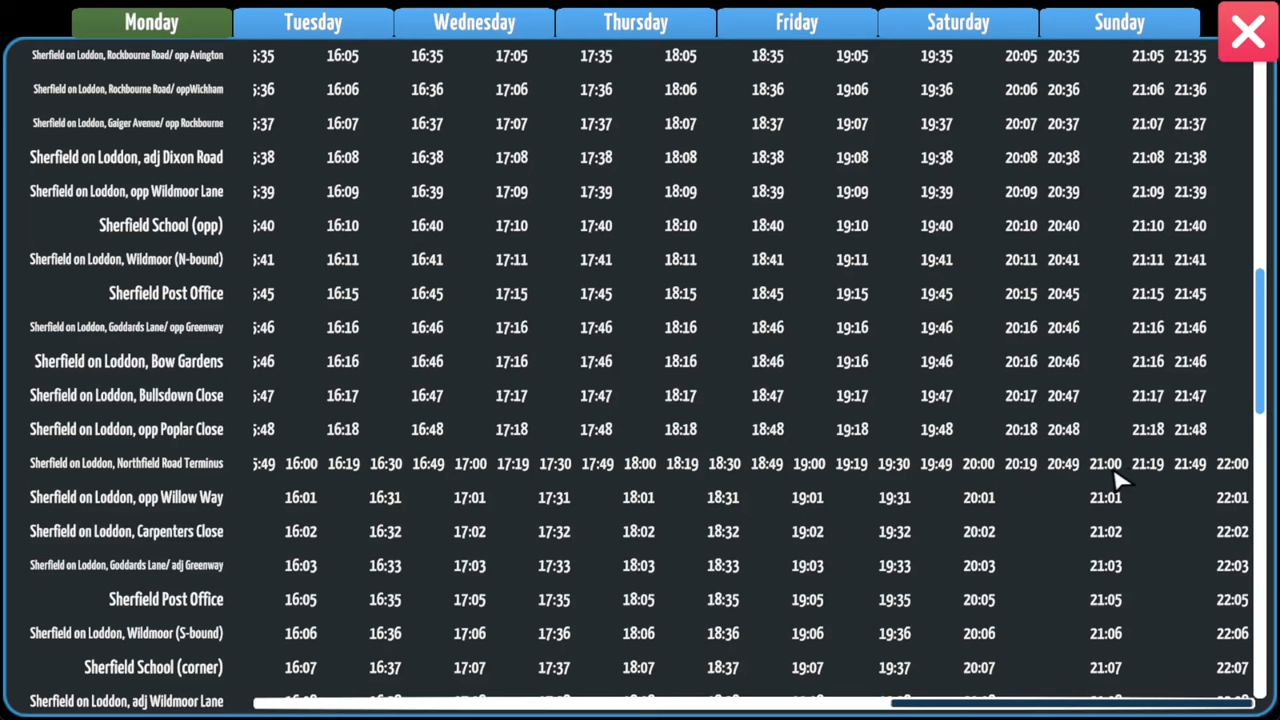 Monday Tuesday Wednesday Thursday Friday Saturday Sunday
Sherfield on Loddon, Rockbourne Road/ opp Avington :35 16:05 16:35 17:05 17:35 18:05 18:35 19:05 19:35 20:05 20:35 21:05 21:35
Sherfield on Loddon, Rockbourne Road/ oppWickham :36 16:06 16:36 17:06 17:36 18:06 18:36 19:06 19:36 20:06 20:36 21:06 21:36
Sherfield on Loddon, Gaiger Avenue/ opp Rockbourne :37 16:07 16:37 17:07 17:37 18:07 18:37 19:07 19:37 20:07 20:37 21:07 21:37
Sherfield on Loddon, adj Dixon Road :38 16:08 16:38 17:08 17:38 18:08 18:38 19:08 19:38 20:08 20:38 21:08 21:38
Sherfield on Loddon, opp Wildmoor Lane :39 16:09 16:39 17:09 17:39 18:09 18:39 19:09 19:39 20:09 20:39 21:09 21:39
Sherfield School (opp) :40 16:10 16:40 17:10 17:40 18:10 18:40 19:10 19:40 20:10 20:40 21:10 21:40
Sherfield on Loddon, Wildmoor (N-bound) :41 16:11 16:41 17:11 17:41 18:11 18:41 19:11 19:41 20:11 20:41 21:11 21:41
Sherfield Post Office :45 16:15 16:45 17:15 17:45 18:15 18:45 19:15 19:45 20:15 20:45 21:15 21:45
Sherfield on Loddon, Goddards Lane/ opp Greenway :46 16:16 16:46 17:16 17:46 18:16 18:46 19:16 19:46 20:16 20:46 21:16 21:46
Sherfield on Loddon, Bow Gardens :46 16:16 16:46 17:16 17:46 18:16 18:46 19:16 19:46 20:16 20:46 21:16 21:46
Sherfield on Loddon, Bullsdown Close :47 16:17 16:47 17:17 17:47 18:17 18:47 19:17 19:47 20:17 20:47 21:17 21:47
Sherfield on Loddon, opp Poplar Close :48 16:18 16:48 17:18 17:48 18:18 18:48 19:18 19:48 20:18 20:48 21:18 21:48
Sherfield on Loddon, Northfield Road Terminus :49 16:00 16:19 16:30 16:49 17:00 17:19 17:30 17:49 18:00 18:19 18:30 18:49 19:00 19:19 19:30 19:49 20:00 20:19 20:49 21:00 21:19 21:49 22:00
Sherfield on Loddon, opp Willow Way 16:01 16:31 17:01 17:31 18:01 18:31 19:01 19:31 20:01 21:01 22:01
Sherfield on Loddon, Carpenters Close 16:02 16:32 17:02 17:32 18:02 18:32 19:02 19:32 20:02 21:02 22:02
Sherfield on Loddon, Goddards Lane/ adj Greenway 16:03 16:33 17:03 17:33 18:03 18:33 19:03 19:33 20:03 21:03 22:03
Sherfield Post Office 16:05 16:35 17:05 17:35 18:05 18:35 19:05 19:35 20:05 21:05 22:05
Sherfield on Loddon, Wildmoor (S-bound) 16:06 16:36 17:06 17:36 18:06 18:36 19:06 19:36 20:06 21:06 22:06
Sherfield School (corner) 16:07 16:37 17:07 17:37 18:07 18:37 19:07 19:37 20:07 21:07 22:07
Sherfield on Loddon, adj Wildmoor Lane